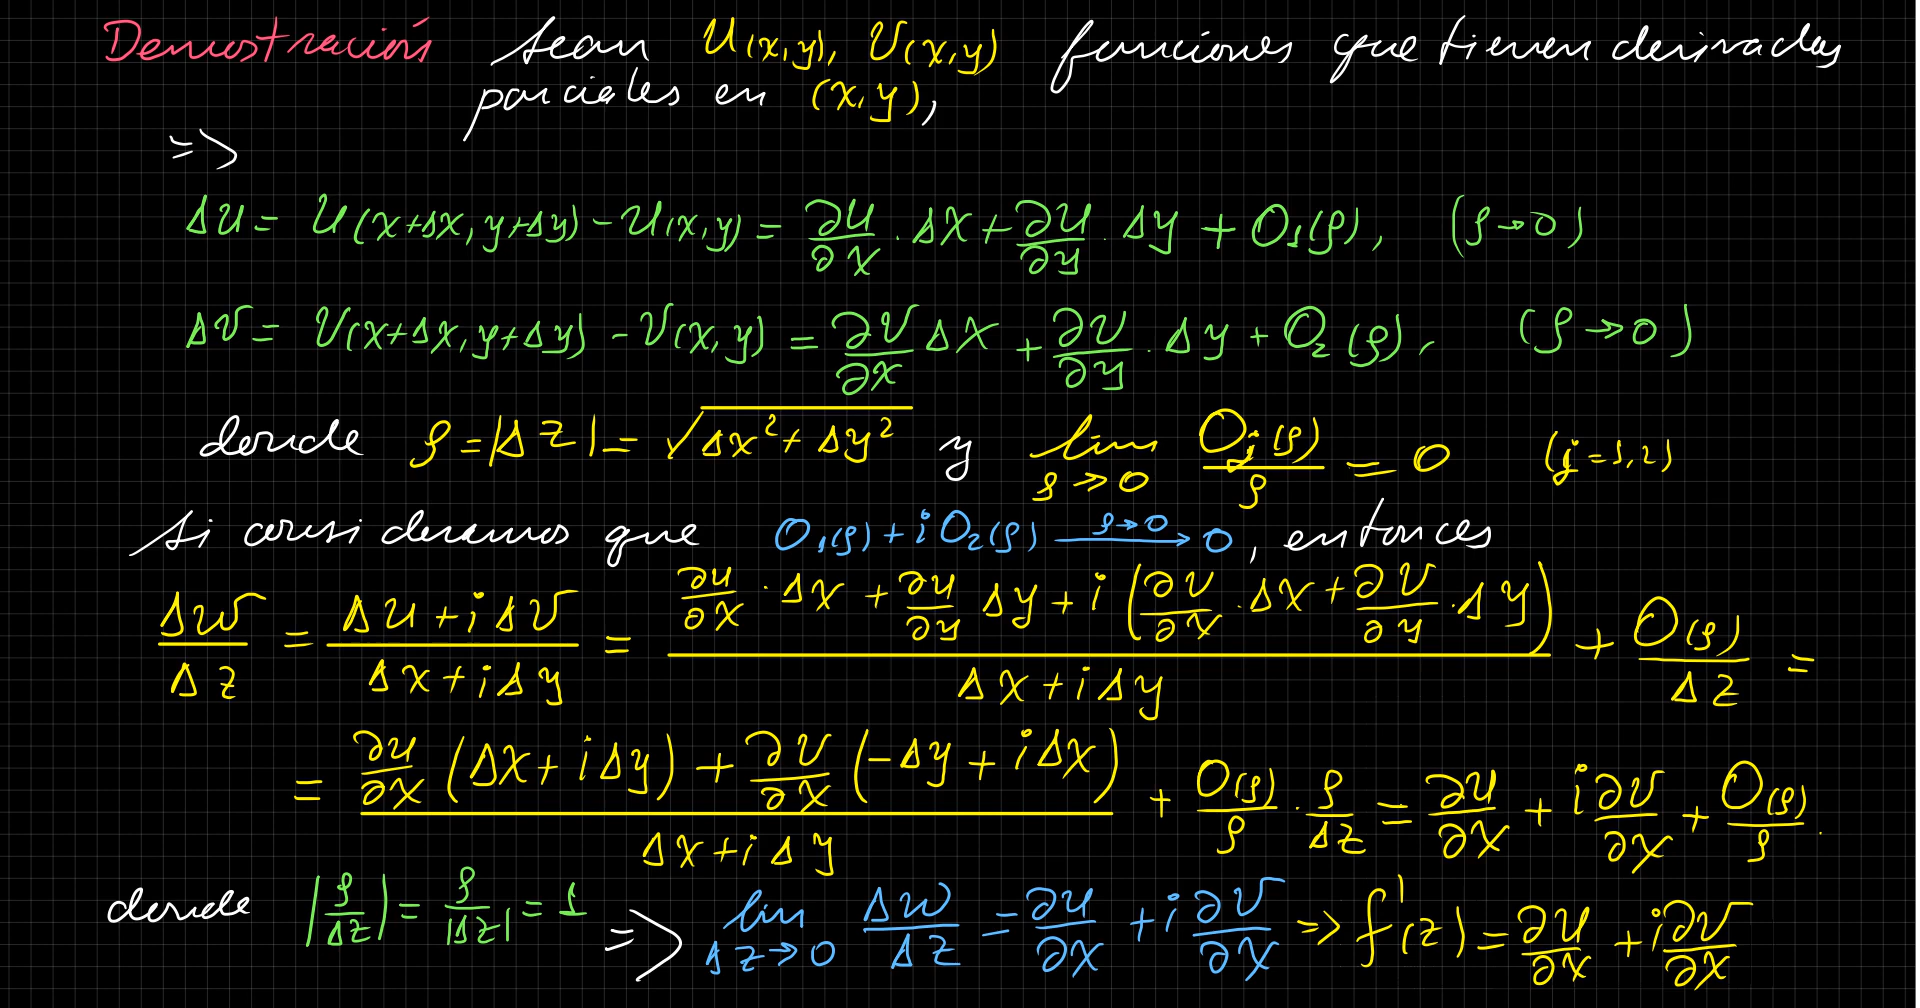 Demostración Sean U(x,y), V(x,y) funciones que tienen derivadas
parciales en (x,y),
=>
ΔU = U(x+Δx, y+Δy) - U(x,y) = ∂U/∂x · Δx + ∂U/∂y · Δy + O₁(ρ), (ρ→0)
ΔV = V(x+Δx, y+Δy) - V(x,y) = ∂V/∂x Δx + ∂V/∂y · Δy + O₂(ρ), (ρ→0)
donde ρ = |Δz| = √(Δx² + Δy²) y lim ρ→0 Oⱼ(ρ)/ρ = 0 (j=1,2)
Si consideramos que O₁(ρ) + i O₂(ρ) —ρ→0→ 0, entonces
Δw/Δz = (ΔU + iΔV)/(Δx + iΔy) = (∂U/∂x · Δx + ∂U/∂y Δy + i(∂V/∂x · Δx + ∂V/∂y · Δy))/(Δx + iΔy) + O(ρ)/Δz =
= (∂U/∂x (Δx + iΔy) + ∂V/∂x (-Δy + iΔx))/(Δx + iΔy) + O(ρ)/ρ · ρ/Δz = ∂U/∂x + i ∂V/∂x + O(ρ)/ρ.
donde |ρ/Δz| = ρ/|Δz| = 1 => lim Δz→0 Δw/Δz = ∂U/∂x + i ∂V/∂x => f'(z) = ∂U/∂x + i ∂V/∂x